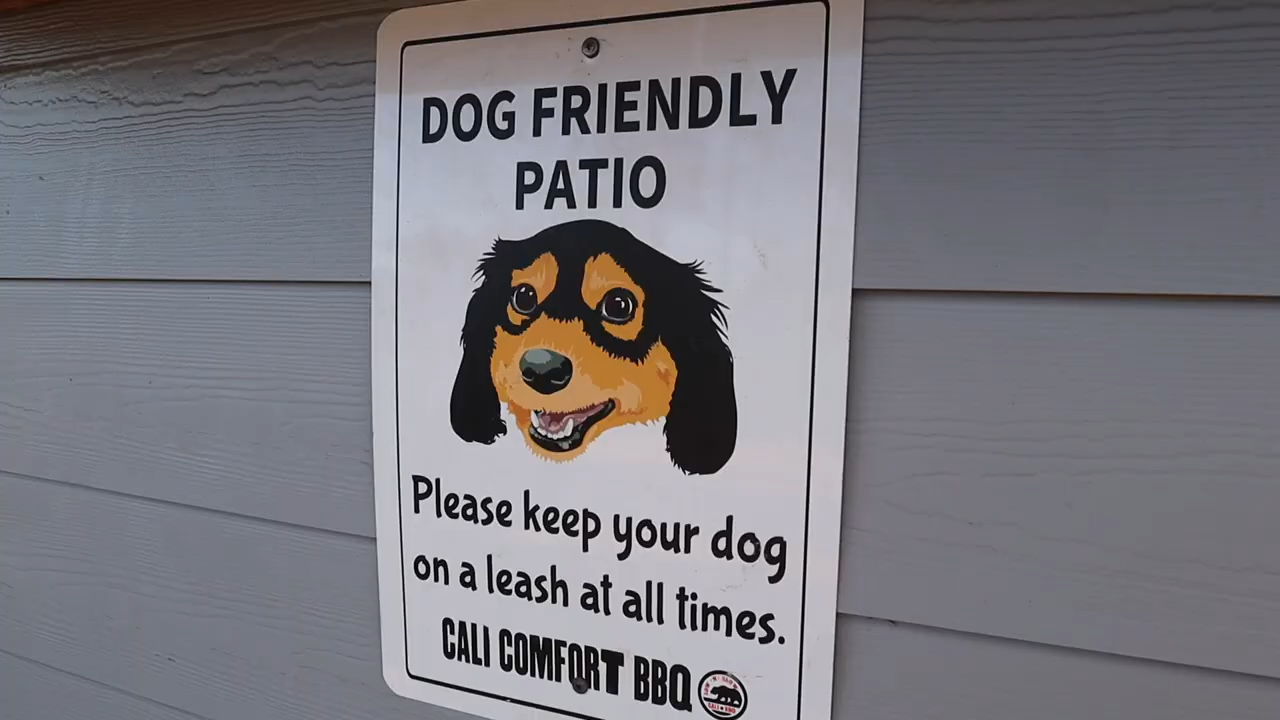 DOG FRIENDLY
PATIO
Please keep your dog
on a leash at all times.
CALI COMFORT BBQ